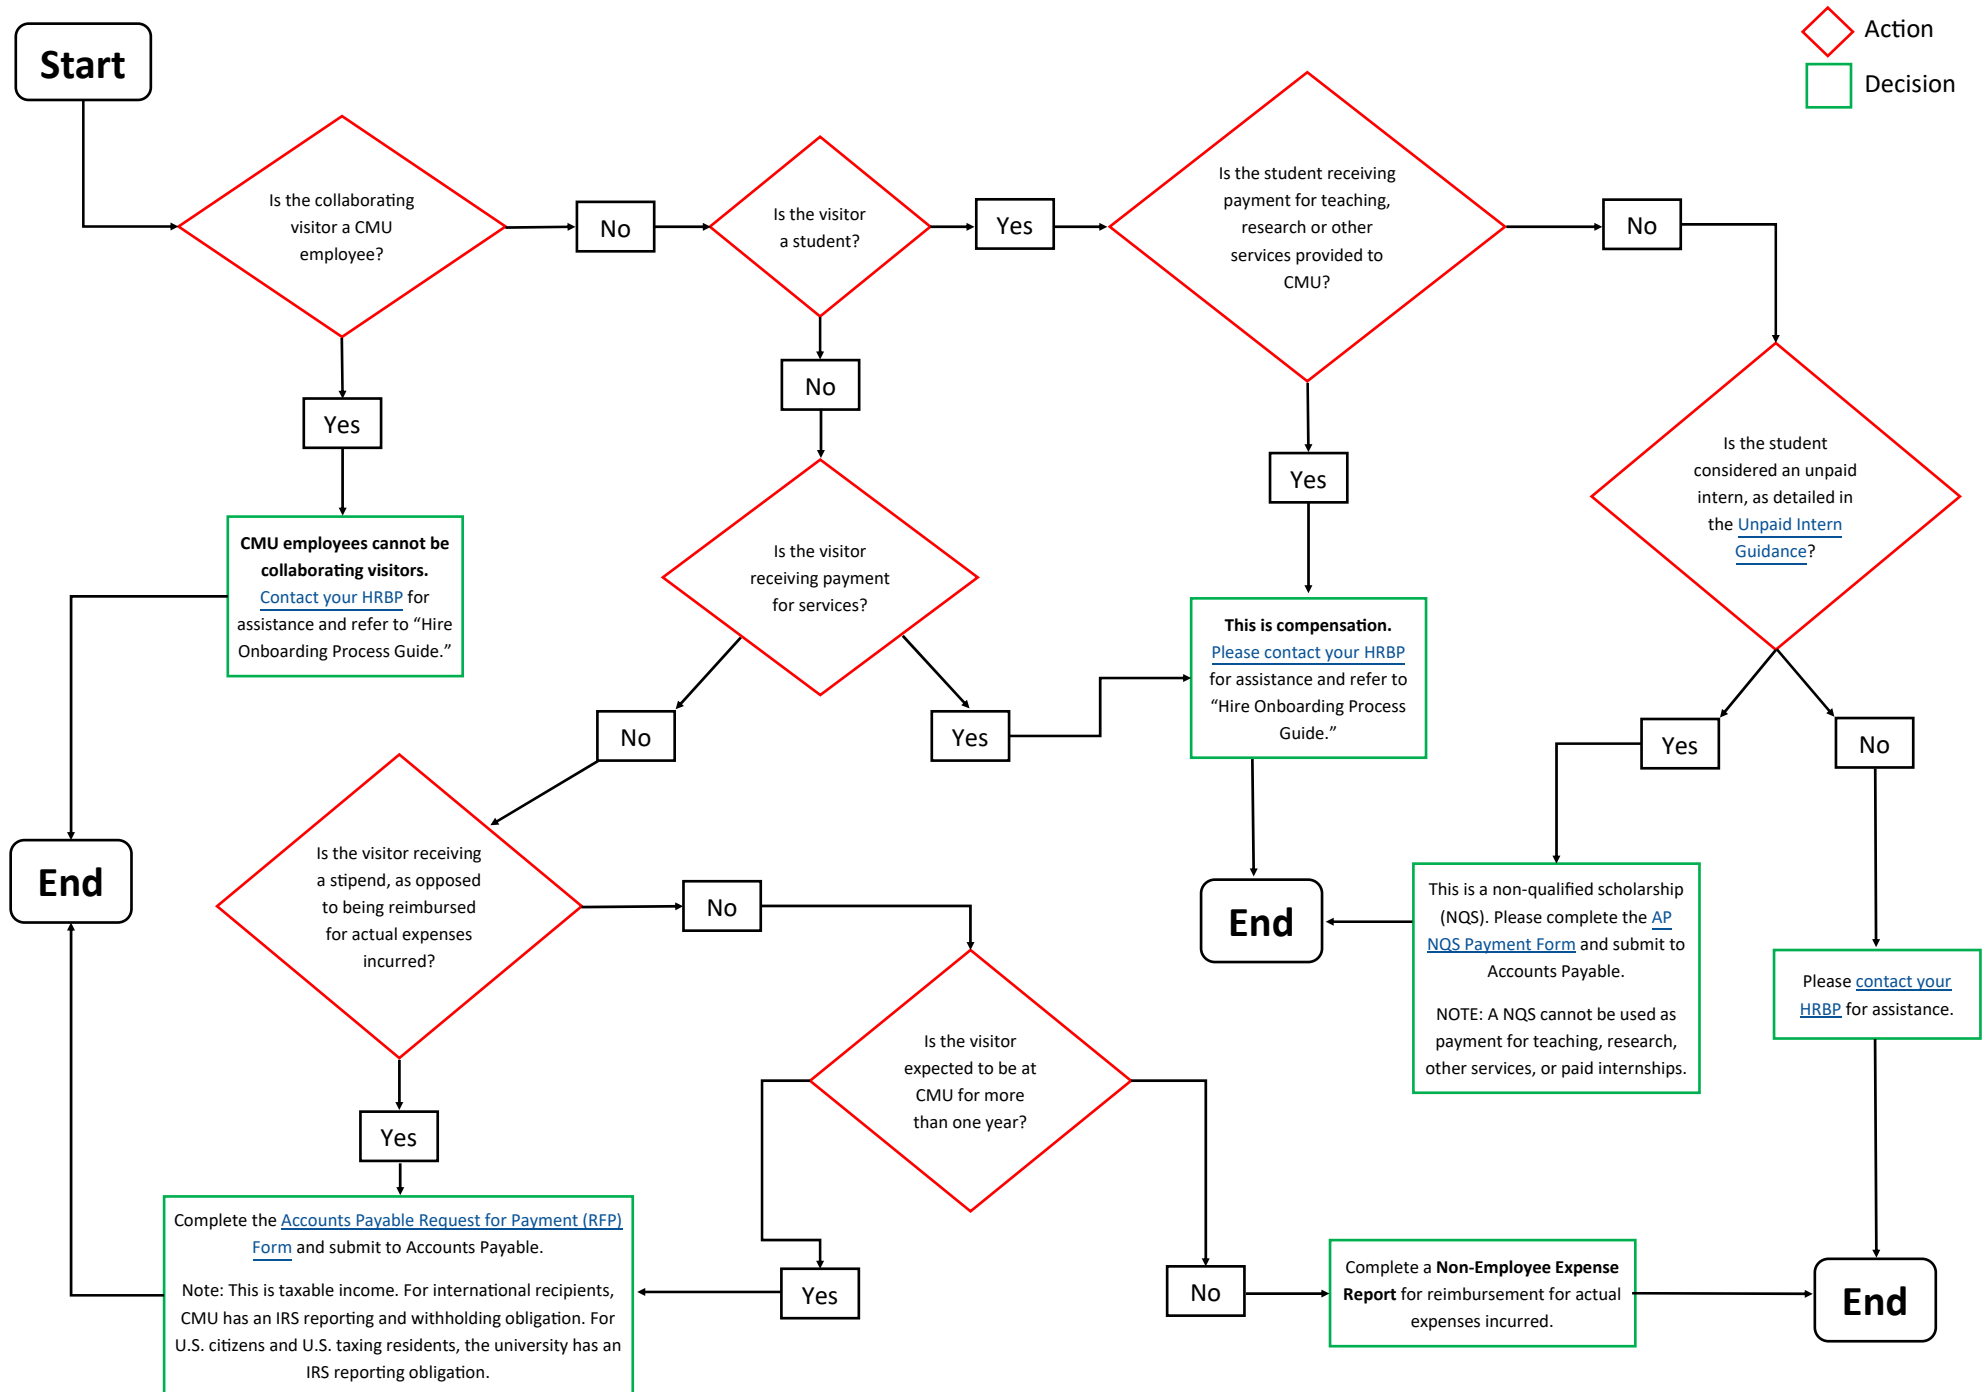 Start
Action
Decision
Is the collaborating
visitor a CMU
employee?
No
Is the visitor
a student?
Yes
Is the student receiving
payment for teaching,
research or other
services provided to
CMU?
No
Yes
No
Yes
Is the student
considered an unpaid
intern, as detailed in
the Unpaid Intern
Guidance?
CMU employees cannot be
collaborating visitors.
Contact your HRBP for
assistance and refer to “Hire
Onboarding Process Guide.”
Is the visitor
receiving payment
for services?
This is compensation.
Please contact your HRBP
for assistance and refer to
“Hire Onboarding Process
Guide.”
No
Yes
Yes
No
End
Is the visitor receiving
a stipend, as opposed
to being reimbursed
for actual expenses
incurred?
No
End
This is a non-qualified scholarship
(NQS). Please complete the AP
NQS Payment Form and submit to
Accounts Payable.
NOTE: A NQS cannot be used as
payment for teaching, research,
other services, or paid internships.
Please contact your
HRBP for assistance.
Is the visitor
expected to be at
CMU for more
than one year?
Yes
Complete the Accounts Payable Request for Payment (RFP)
Form and submit to Accounts Payable.
Note: This is taxable income. For international recipients,
CMU has an IRS reporting and withholding obligation. For
U.S. citizens and U.S. taxing residents, the university has an
IRS reporting obligation.
Yes
No
Complete a Non-Employee Expense
Report for reimbursement for actual
expenses incurred.
End